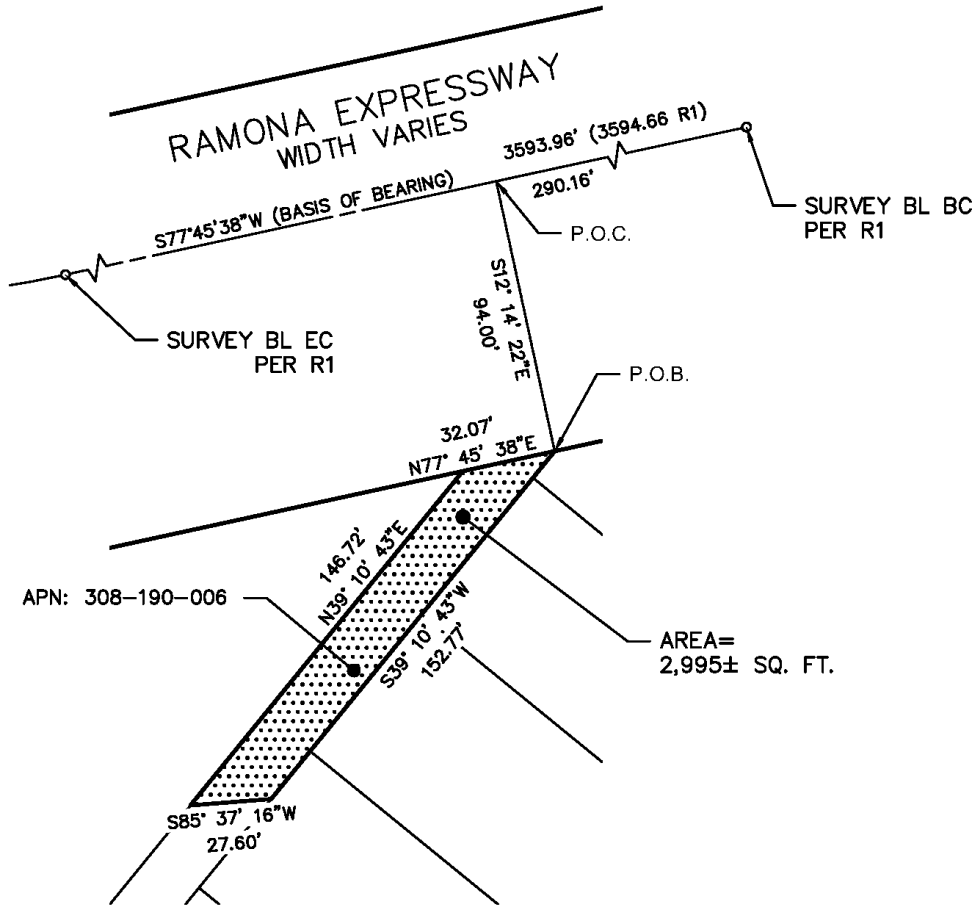 RAMONA EXPRESSWAY
WIDTH VARIES
3593.96' (3594.66 R1)
290.16'
S77°45'38"W (BASIS OF BEARING)
SURVEY BL BC
PER R1
P.O.C.
S12° 14' 22"E
94.00'
SURVEY BL EC
PER R1
P.O.B.
32.07'
N77° 45' 38"E
146.72'
N39° 10' 43"E
APN: 308-190-006
S39° 10' 43"W
152.77'
AREA=
2,995± SQ. FT.
S85° 37' 16"W
27.60'